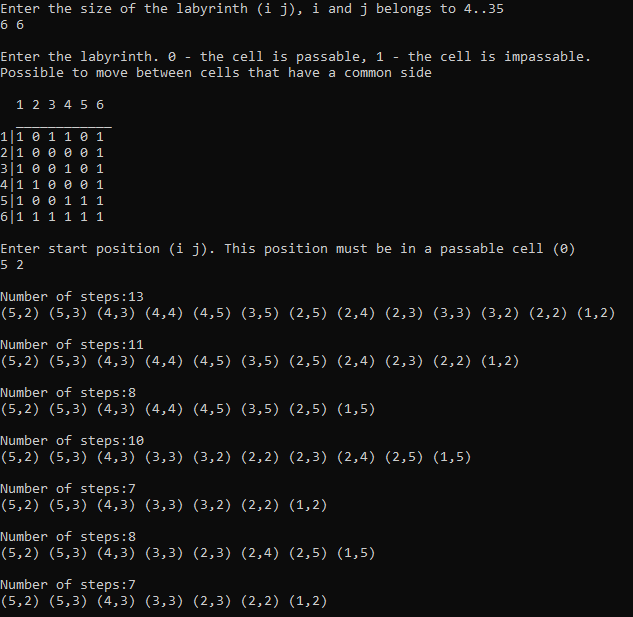 Enter the size of the labyrinth (i j), i and j belongs to 4..35
6 6
Enter the labyrinth. 0 - the cell is passable, 1 - the cell is impassable.
Possible to move between cells that have a common side
1 2 3 4 5 6
____________
1|1 0 1 1 0 1
2|1 0 0 0 0 1
3|1 0 0 1 0 1
4|1 1 0 0 0 1
5|1 0 0 1 1 1
6|1 1 1 1 1 1
Enter start position (i j). This position must be in a passable cell (0)
5 2
Number of steps:13
(5,2) (5,3) (4,3) (4,4) (4,5) (3,5) (2,5) (2,4) (2,3) (3,3) (3,2) (2,2) (1,2)
Number of steps:11
(5,2) (5,3) (4,3) (4,4) (4,5) (3,5) (2,5) (2,4) (2,3) (2,2) (1,2)
Number of steps:8
(5,2) (5,3) (4,3) (4,4) (4,5) (3,5) (2,5) (1,5)
Number of steps:10
(5,2) (5,3) (4,3) (3,3) (3,2) (2,2) (2,3) (2,4) (2,5) (1,5)
Number of steps:7
(5,2) (5,3) (4,3) (3,3) (3,2) (2,2) (1,2)
Number of steps:8
(5,2) (5,3) (4,3) (3,3) (2,3) (2,4) (2,5) (1,5)
Number of steps:7
(5,2) (5,3) (4,3) (3,3) (2,3) (2,2) (1,2)